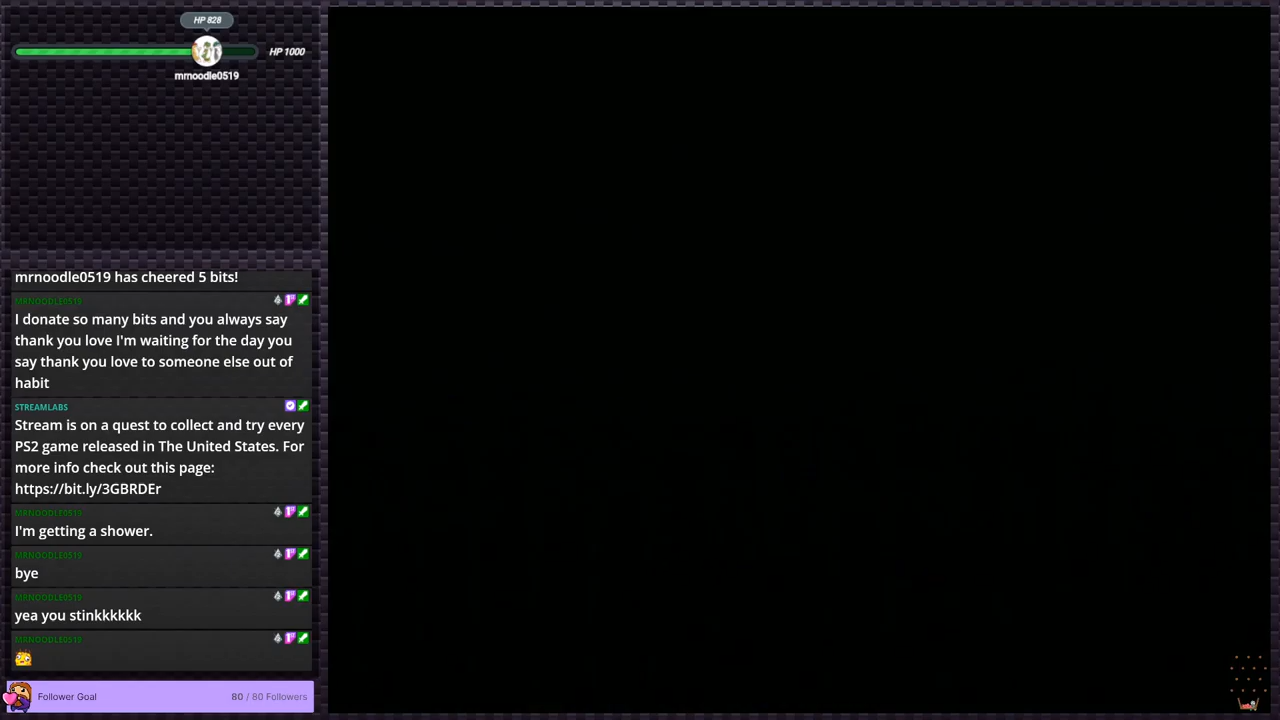 HP 828
HP 1000
mrnoodle0519
mrnoodle0519 has cheered 5 bits!
MRNOODLE0519
I donate so many bits and you always say
thank you love I'm waiting for the day you
say thank you love to someone else out of
habit
STREAMLABS
Stream is on a quest to collect and try every
PS2 game released in The United States. For
more info check out this page:
https://bit.ly/3GBRDEr
MRNOODLE0519
I'm getting a shower.
MRNOODLE0519
bye
MRNOODLE0519
yea you stinkkkkkk
MRNOODLE0519
Follower Goal
80 / 80 Followers